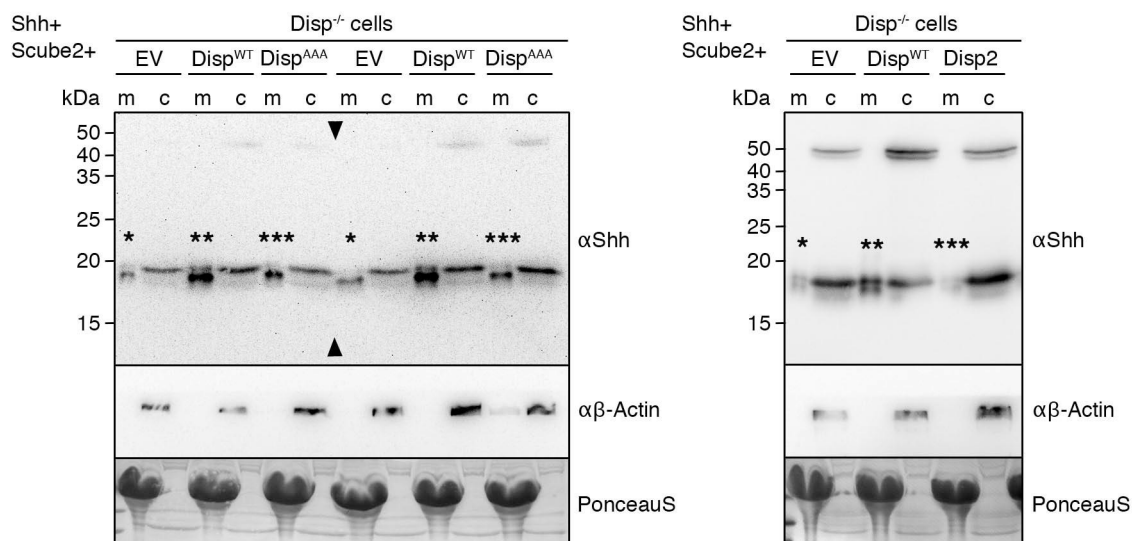 Shh+
Scube2+
Disp-/- cells
EV DispWT DispAAA EV DispWT DispAAA
kDa m c m c m c m c m c m c
50
40
35
25
* ** *** * ** ***
αShh
20
15
αβ-Actin
PonceauS
Shh+
Scube2+
Disp-/- cells
EV DispWT Disp2
kDa m c m c m c
50
40
35
25
* ** ***
αShh
20
15
αβ-Actin
PonceauS